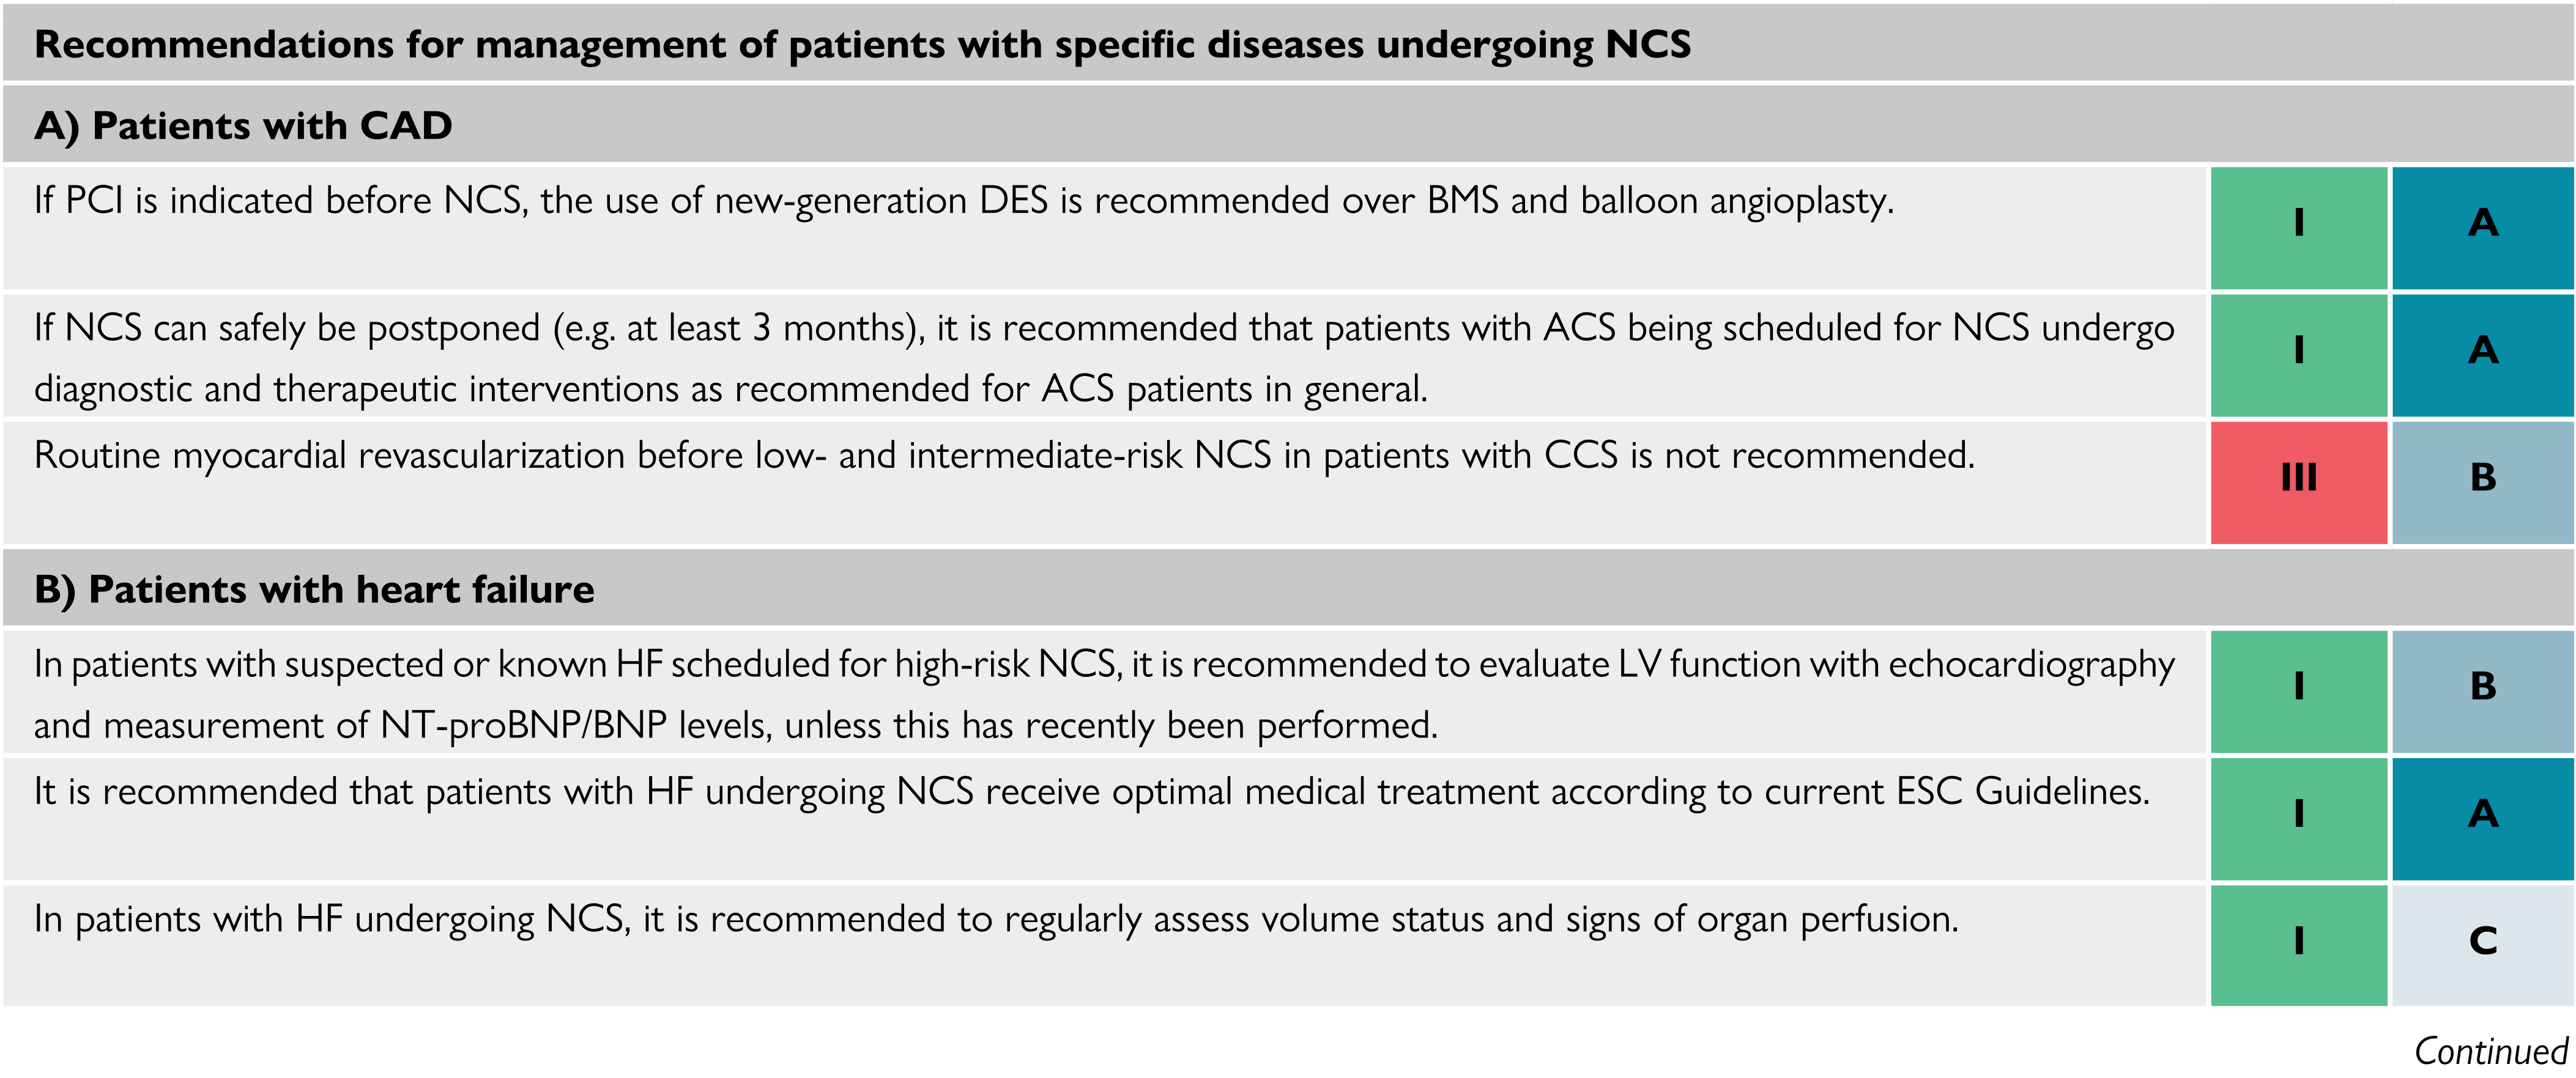 Recommendations for management of patients with specific diseases undergoing NCS
A) Patients with CAD
If PCI is indicated before NCS, the use of new-generation DES is recommended over BMS and balloon angioplasty.
I
A
If NCS can safely be postponed (e.g. at least 3 months), it is recommended that patients with ACS being scheduled for NCS undergo
diagnostic and therapeutic interventions as recommended for ACS patients in general.
I
A
Routine myocardial revascularization before low- and intermediate-risk NCS in patients with CCS is not recommended.
III
B
B) Patients with heart failure
In patients with suspected or known HF scheduled for high-risk NCS, it is recommended to evaluate LV function with echocardiography
and measurement of NT-proBNP/BNP levels, unless this has recently been performed.
I
B
It is recommended that patients with HF undergoing NCS receive optimal medical treatment according to current ESC Guidelines.
I
A
In patients with HF undergoing NCS, it is recommended to regularly assess volume status and signs of organ perfusion.
I
C
Continued